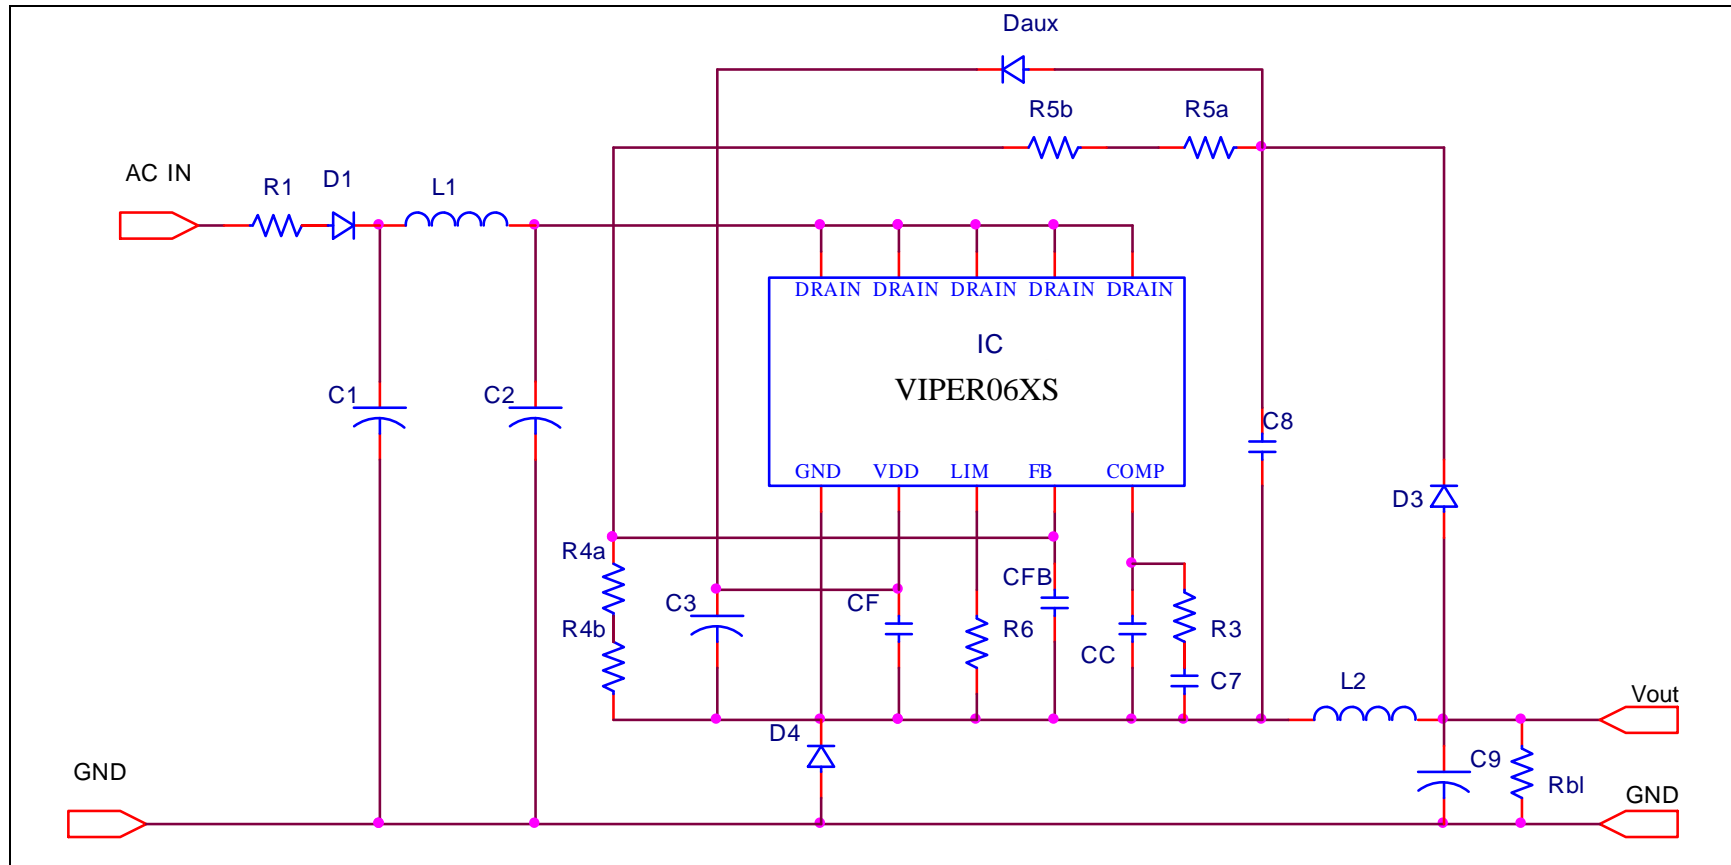 Daux
R5b
R5a
AC IN
R1
D1
L1
DRAIN DRAIN DRAIN DRAIN DRAIN
IC
VIPER06XS
C1
C2
C8
GND VDD LIM FB COMP
D3
R4a
CFB
C3
CF
R4b
R6
R3
CC
C7
L2
Vout
D4
C9
GND
Rbl
GND